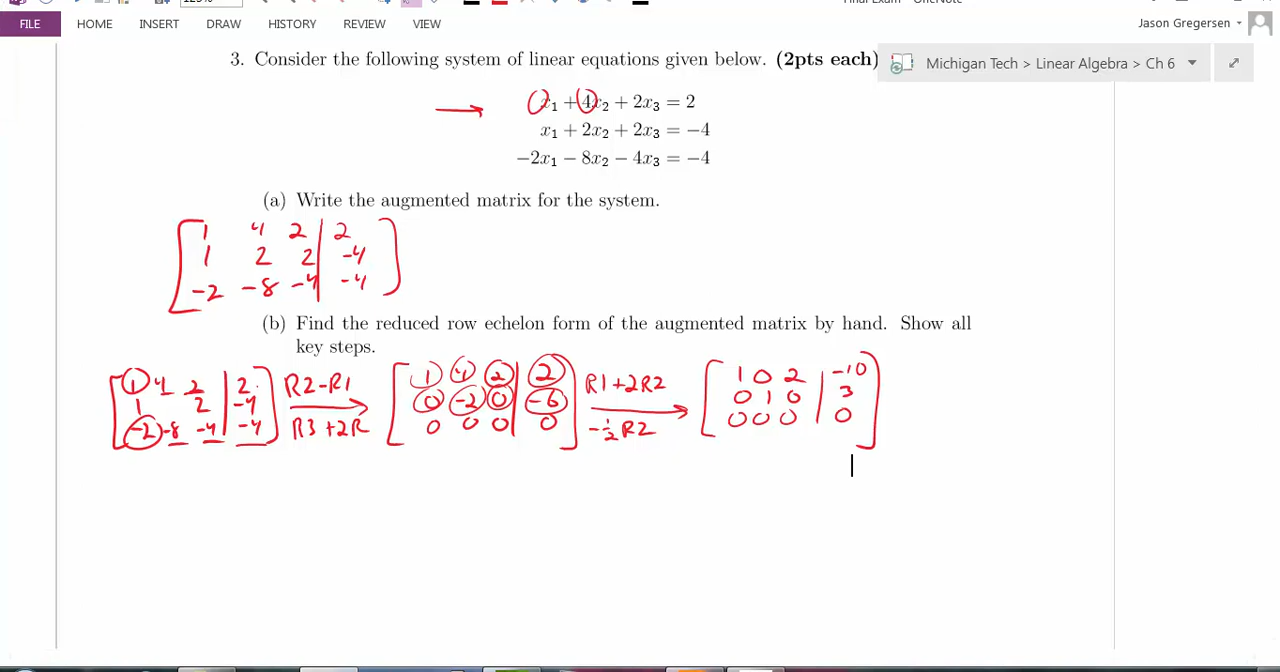 Final Exam - OneNote
FILE HOME INSERT DRAW HISTORY REVIEW VIEW Jason Gregersen
3. Consider the following system of linear equations given below. (2pts each)
Michigan Tech > Linear Algebra > Ch 6
x₁ + 4x₂ + 2x₃ = 2
x₁ + 2x₂ + 2x₃ = −4
−2x₁ − 8x₂ − 4x₃ = −4
(a) Write the augmented matrix for the system.
1 4 2 | 2
1 2 2 | -4
-2 -8 -4 | -4
(b) Find the reduced row echelon form of the augmented matrix by hand. Show all
key steps.
1 4 2 | 2 R2-R1 1 4 2 | 2 R1+2R2 1 0 2 | -10
1 2 | -4 0 -2 0 | -6 0 1 0 | 3
-2 -8 -4 | -4 R3+2R 0 0 0 | 0 -½R2 0 0 0 | 0